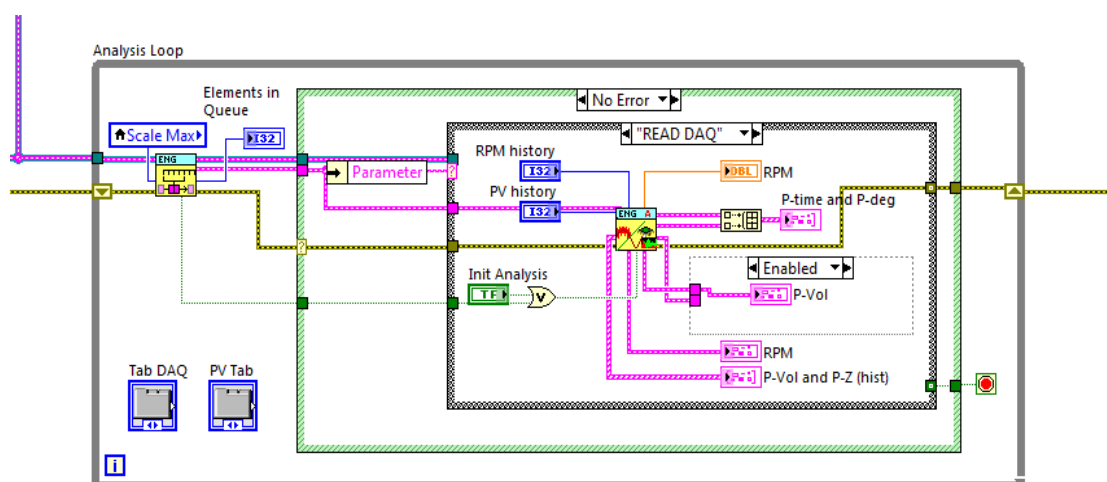 Analysis Loop
Elements in
Queue
No Error
Scale Max
I32
"READ DAQ"
ENG
RPM history
Parameter
I32
DBL
RPM
?
PV history
P-time and P-deg
I32
ENG A
?
Enabled
Init Analysis
TF
V
P-Vol
RPM
Tab DAQ
PV Tab
P-Vol and P-Z (hist)
i